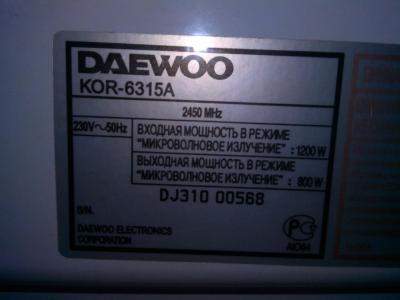 DAEWOO
KOR-6315A
2450 MHz
230V~50Hz
ВХОДНАЯ МОЩНОСТЬ В РЕЖИМЕ
"МИКРОВОЛНОВОЕ ИЗЛУЧЕНИЕ" : 1200 W
ВЫХОДНАЯ МОЩНОСТЬ В РЕЖИМЕ
"МИКРОВОЛНОВОЕ ИЗЛУЧЕНИЕ" : 800 W
DJ310 00568
S/N.
DAEWOO ELECTRONICS
CORPORATION